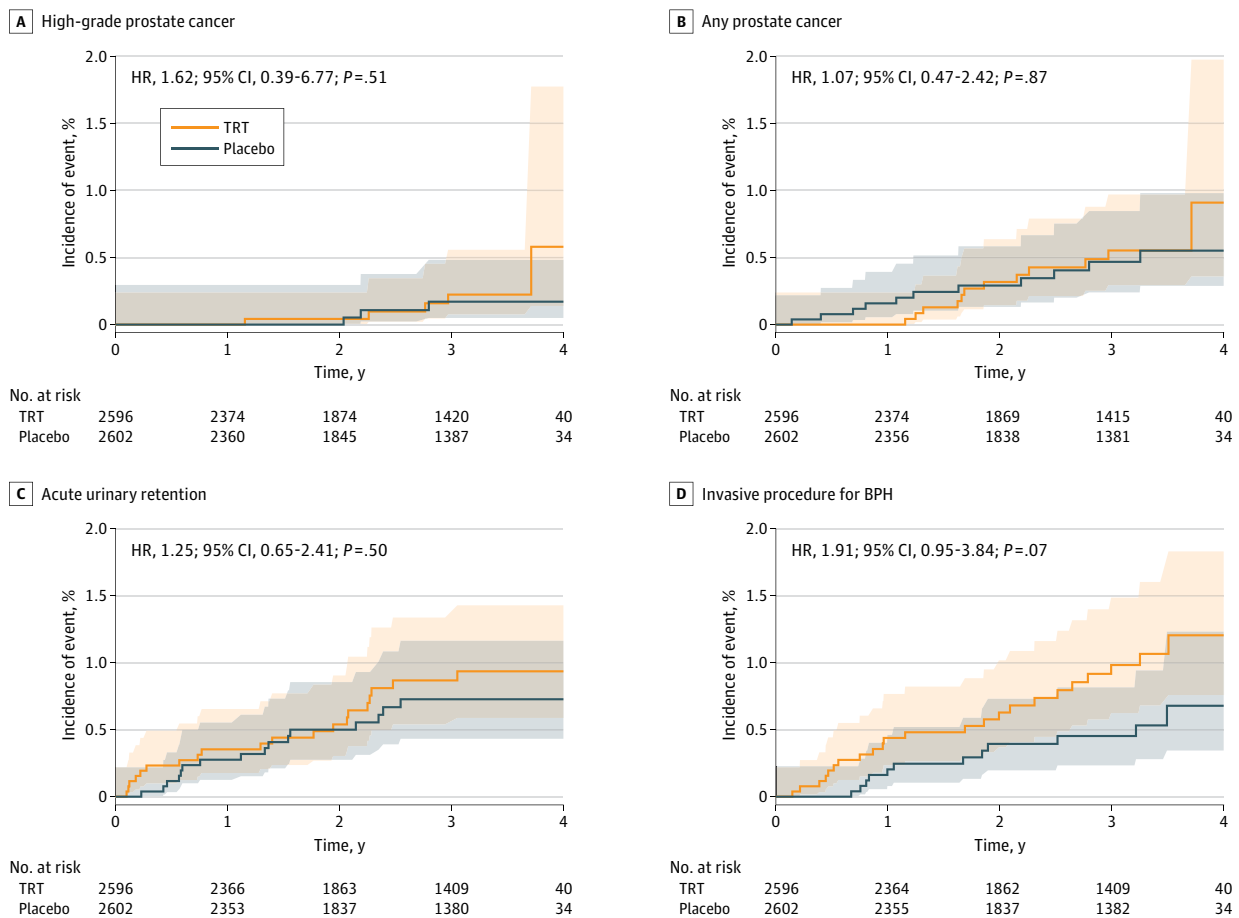 A High-grade prostate cancer
2.0
1.5
1.0
0.5
0
Incidence of event, %
HR, 1.62; 95% CI, 0.39-6.77; P=.51
TRT
Placebo
0 1 2 3 4
Time, y
No. at risk
TRT 2596 2374 1874 1420 40
Placebo 2602 2360 1845 1387 34
B Any prostate cancer
2.0
1.5
1.0
0.5
0
Incidence of event, %
HR, 1.07; 95% CI, 0.47-2.42; P=.87
0 1 2 3 4
Time, y
No. at risk
TRT 2596 2374 1869 1415 40
Placebo 2602 2356 1838 1381 34
C Acute urinary retention
2.0
1.5
1.0
0.5
0
Incidence of event, %
HR, 1.25; 95% CI, 0.65-2.41; P=.50
0 1 2 3 4
Time, y
No. at risk
TRT 2596 2366 1863 1409 40
Placebo 2602 2353 1837 1380 34
D Invasive procedure for BPH
2.0
1.5
1.0
0.5
0
Incidence of event, %
HR, 1.91; 95% CI, 0.95-3.84; P=.07
0 1 2 3 4
Time, y
No. at risk
TRT 2596 2364 1862 1409 40
Placebo 2602 2355 1837 1382 34